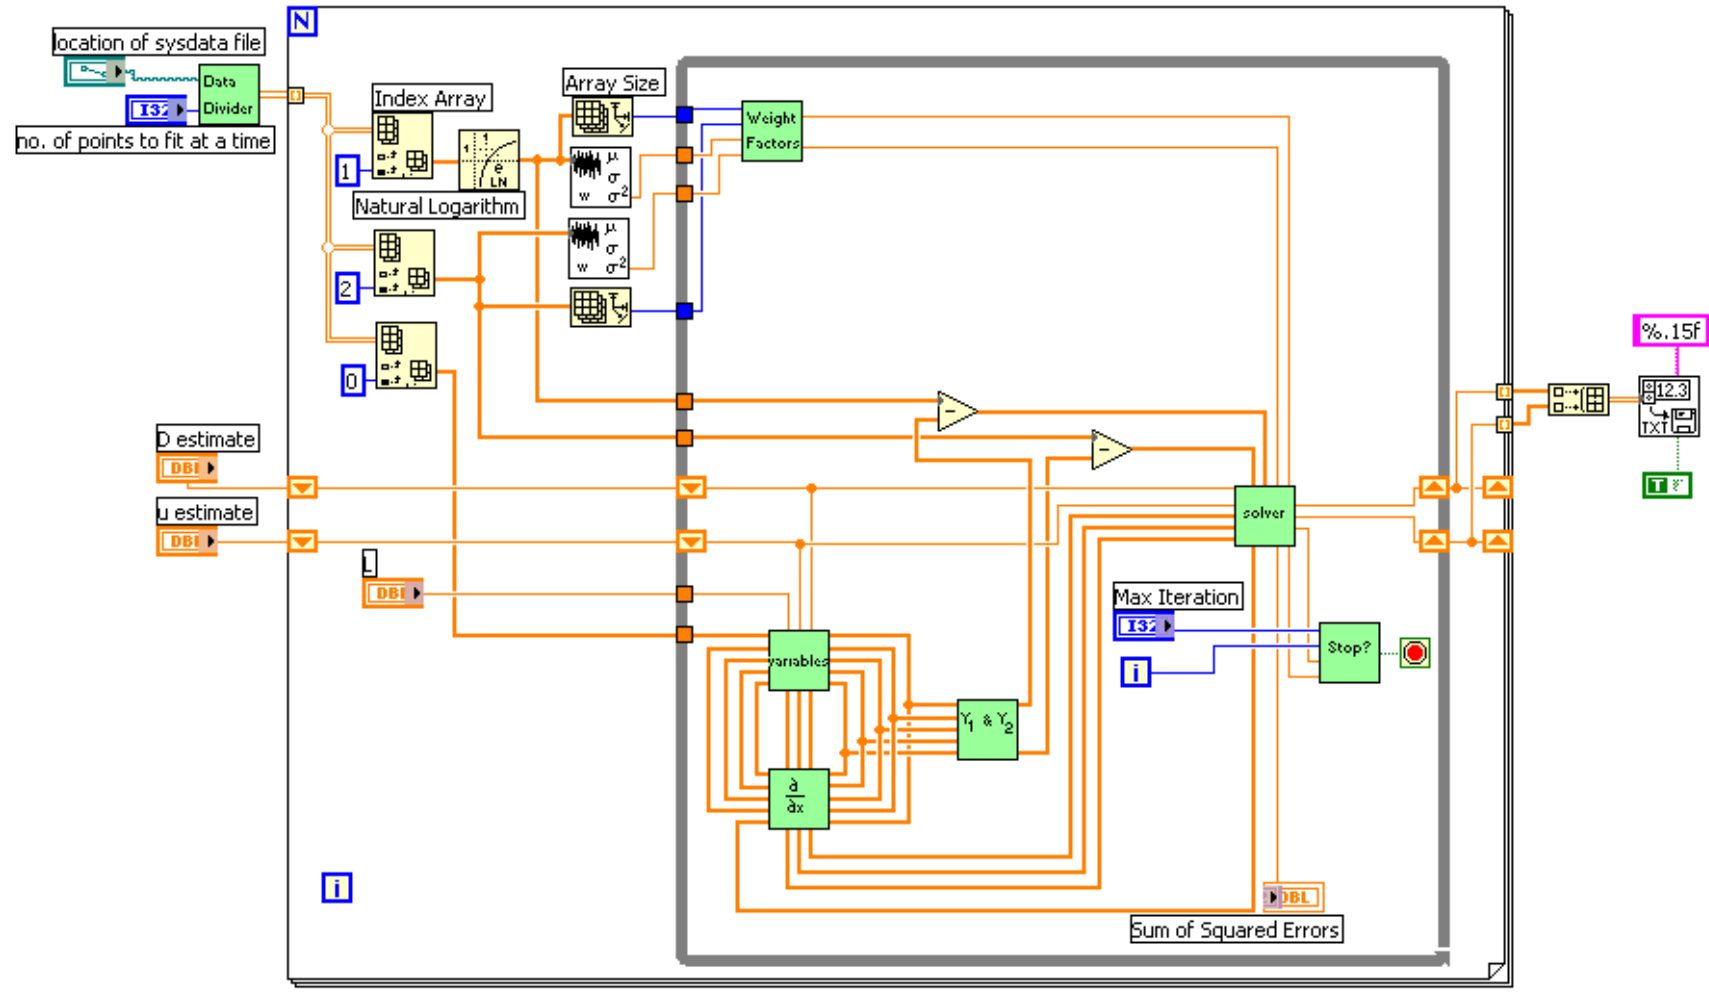 N
location of sysdata file
Data
Divider
I32
no. of points to fit at a time
Index Array
1
LN
e
Natural Logarithm
Array Size
μ
σ
w σ2
μ
σ
w σ2
Weight
Factors
2
0
%.15f
12.3
TXT
T
D estimate
DBL
u estimate
DBL
L
DBL
solver
Max Iteration
I32
i
Stop?
variables
Y1 & Y2
∂
∂x
i
DBL
Sum of Squared Errors